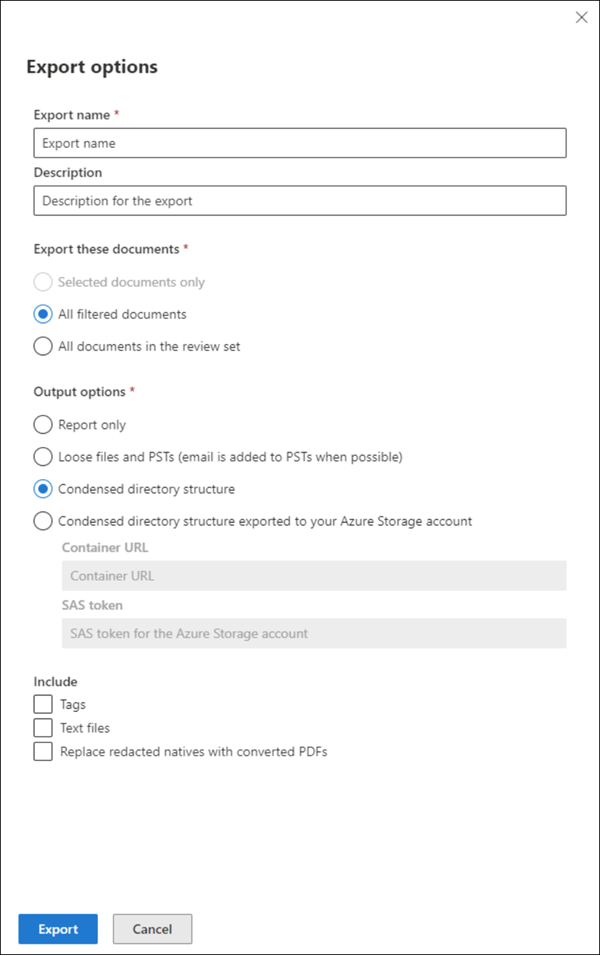 Export options
Export name *
Export name
Description
Description for the export
Export these documents *
Selected documents only
All filtered documents
All documents in the review set
Output options *
Report only
Loose files and PSTs (email is added to PSTs when possible)
Condensed directory structure
Condensed directory structure exported to your Azure Storage account
Container URL
Container URL
SAS token
SAS token for the Azure Storage account
Include
Tags
Text files
Replace redacted natives with converted PDFs
Export
Cancel